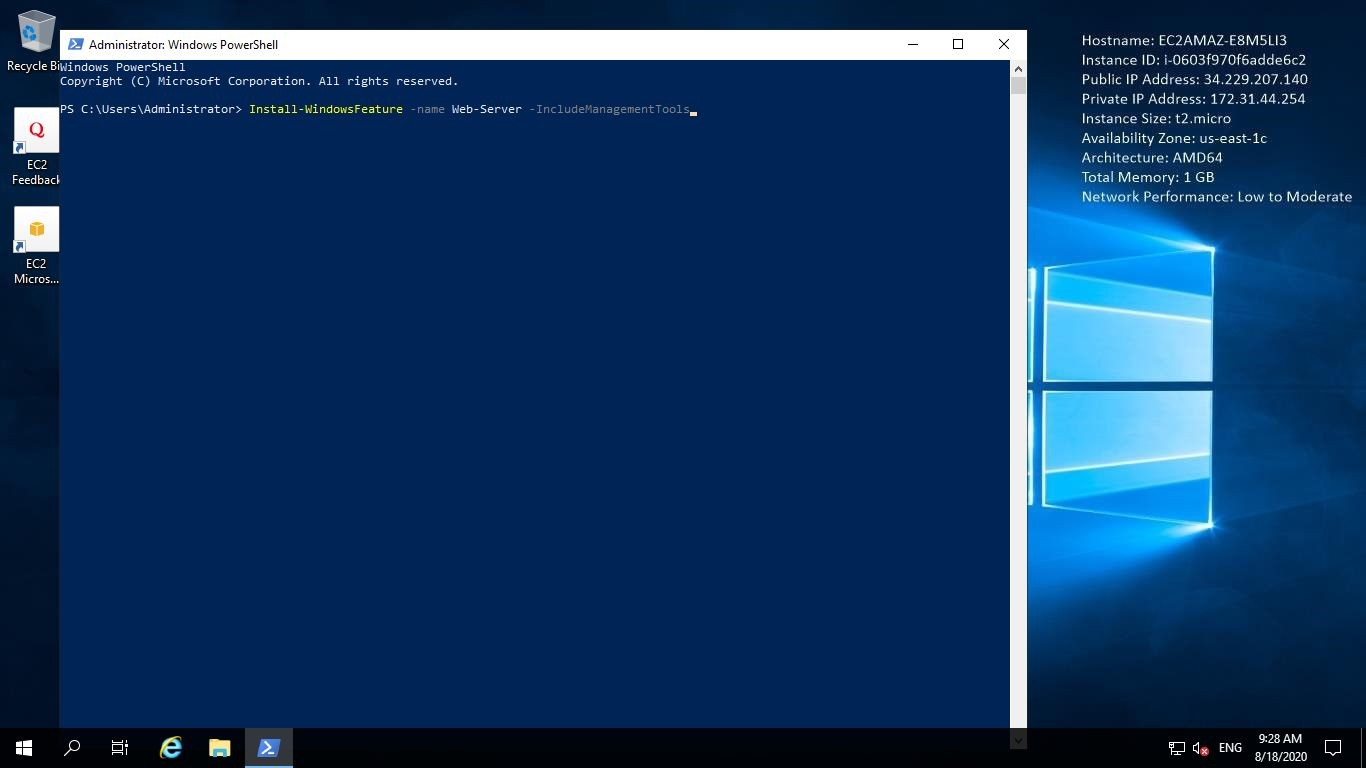 Recycle Bi
Administrator: Windows PowerShell
Windows PowerShell
Copyright (C) Microsoft Corporation. All rights reserved.
PS C:\Users\Administrator> Install-WindowsFeature -name Web-Server -IncludeManagementTools
Q
EC2
Feedback
EC2
Micros...
Hostname: EC2AMAZ-E8M5LI3
Instance ID: i-0603f970f6adde6c2
Public IP Address: 34.229.207.140
Private IP Address: 172.31.44.254
Instance Size: t2.micro
Availability Zone: us-east-1c
Architecture: AMD64
Total Memory: 1 GB
Network Performance: Low to Moderate
ENG
9:28 AM
8/18/2020